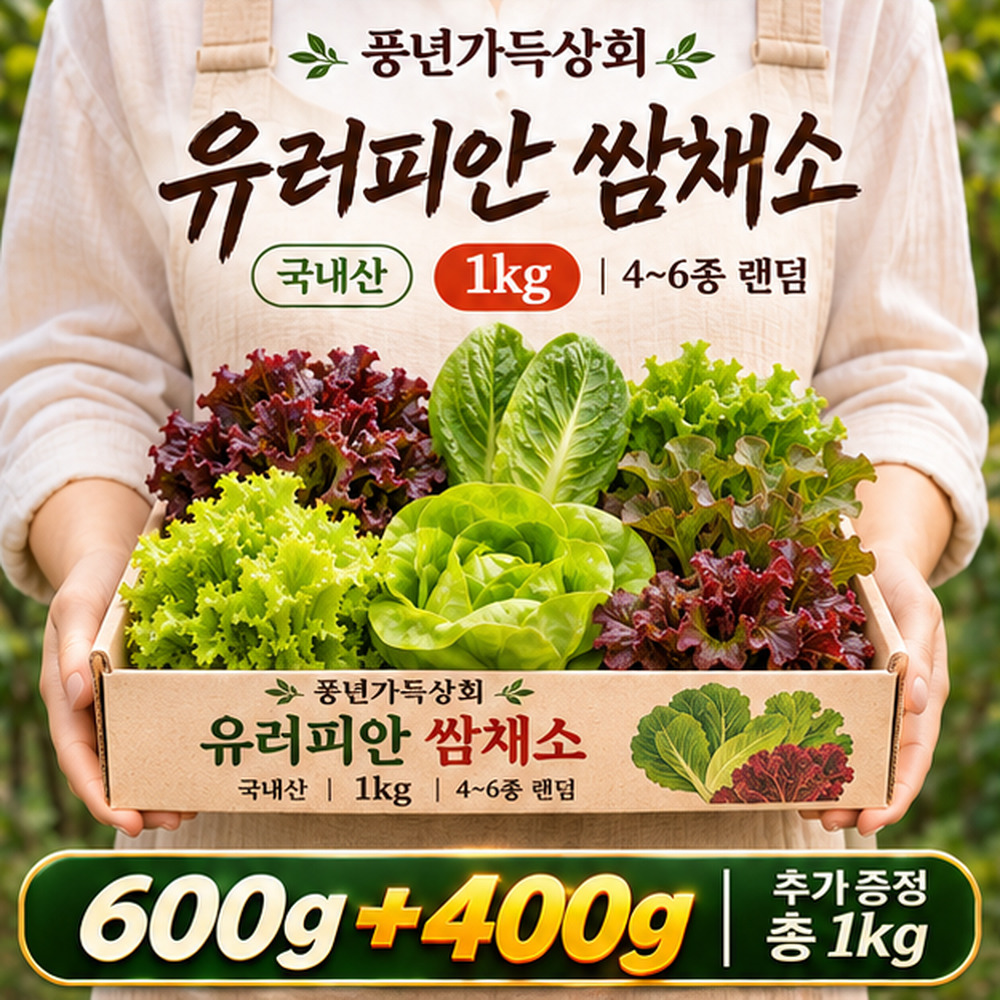 풍년가득상회
유러피안 쌈채소
국내산 1kg | 4~6종 랜덤
풍년가득상회
유러피안 쌈채소
국내산 | 1kg | 4~6종 랜덤
600g+400g | 추가 증정
총 1kg